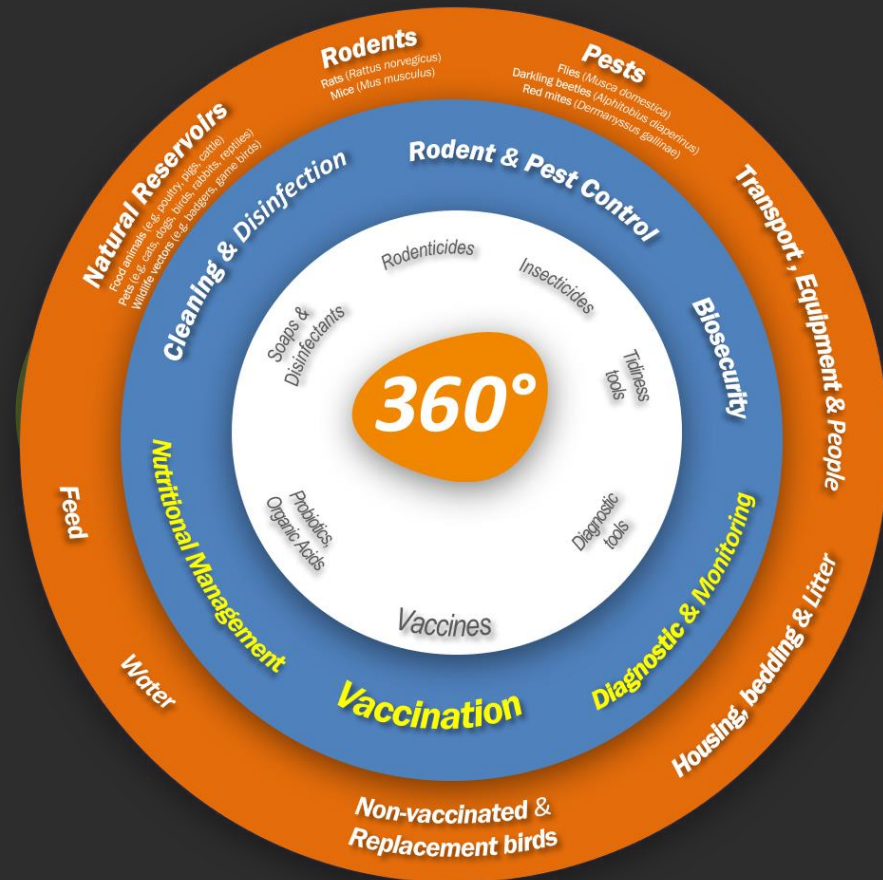 Rodents
Rats (Rattus norvegicus)
Mice (Mus musculus)
Pests
Flies (Musca domestica)
Darkling beetles (Alphitobius diaperinus)
Red mites (Dermanyssus gallinae)
Transport, Equipment & People
Housing, bedding & Litter
Non-vaccinated &
Replacement birds
Water
Feed
Natural Reservoirs
Food animals (e.g. poultry, pigs, cattle)
Pets (e.g. cats, dogs, birds, rabbits, reptiles)
Wildlife vectors (e.g. badgers, game birds)
Cleaning & Disinfection
Rodent & Pest Control
Biosecurity
Diagnostic & Monitoring
Vaccination
Nutritional Management
Rodenticides
Insecticides
Tidiness
tools
Diagnostic
tools
Vaccines
Probiotics,
Organic Acids
Soaps &
Disinfectants
360°